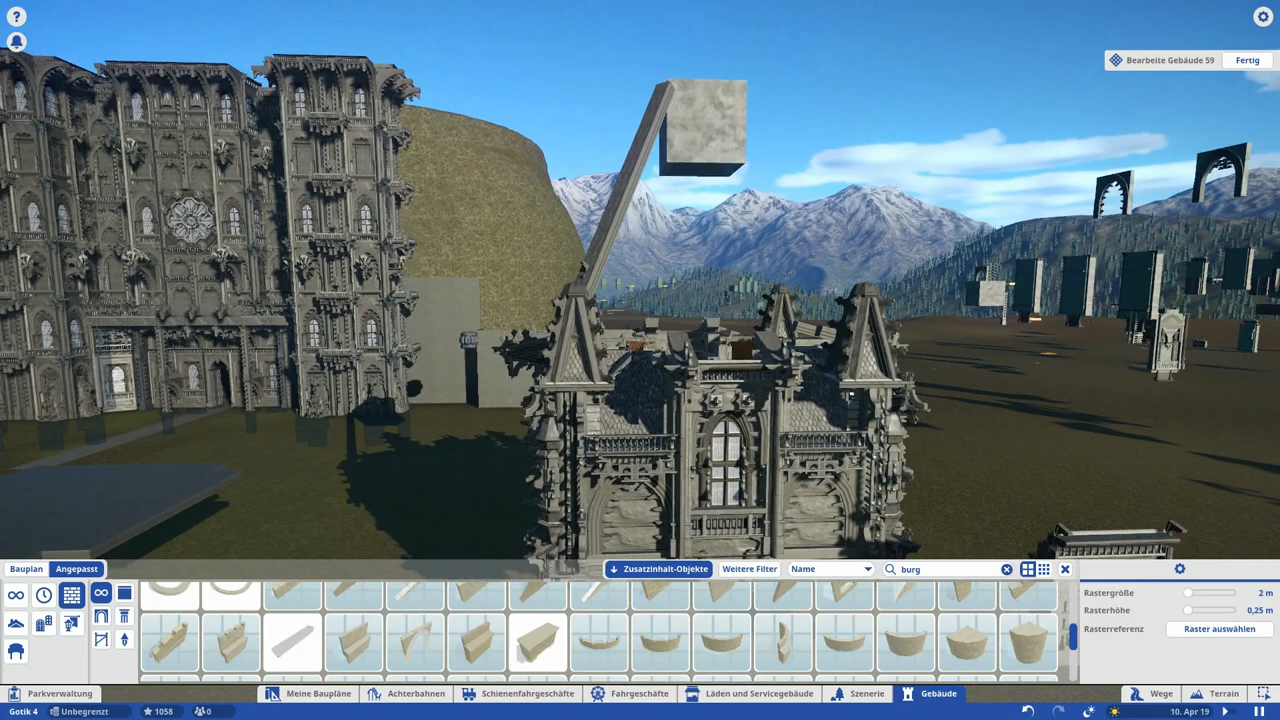 ?
Bearbeite Gebäude 59 Fertig
Bauplan Angepasst Zusatzinhalt-Objekte Weitere Filter Name burg
Rastergröße 2 m
Rasterhöhe 0,25 m
Rasterreferenz Raster auswählen
Parkverwaltung Meine Baupläne Achterbahnen Schienenfahrgeschäfte Fahrgeschäfte Läden und Servicegebäude Szenerie Gebäude Wege Terrain
Gotik 4 Unbegrenzt 1058 0 10. Apr 19